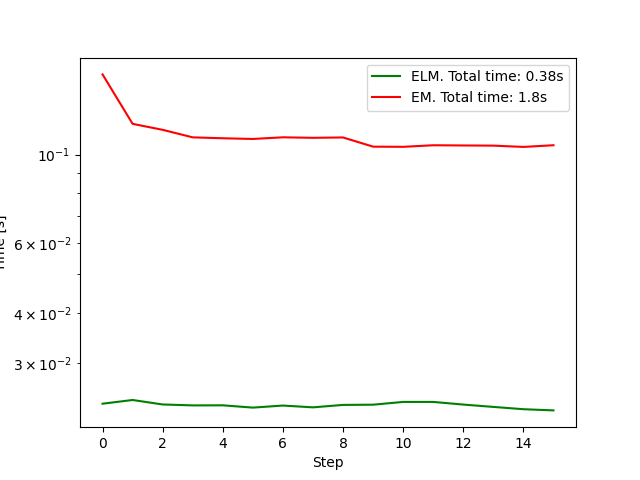 ELM. Total time: 0.38s
EM. Total time: 1.8s
10⁻¹
6 × 10⁻²
4 × 10⁻²
3 × 10⁻²
[s]
0 2 4 6 8 10 12 14
Step